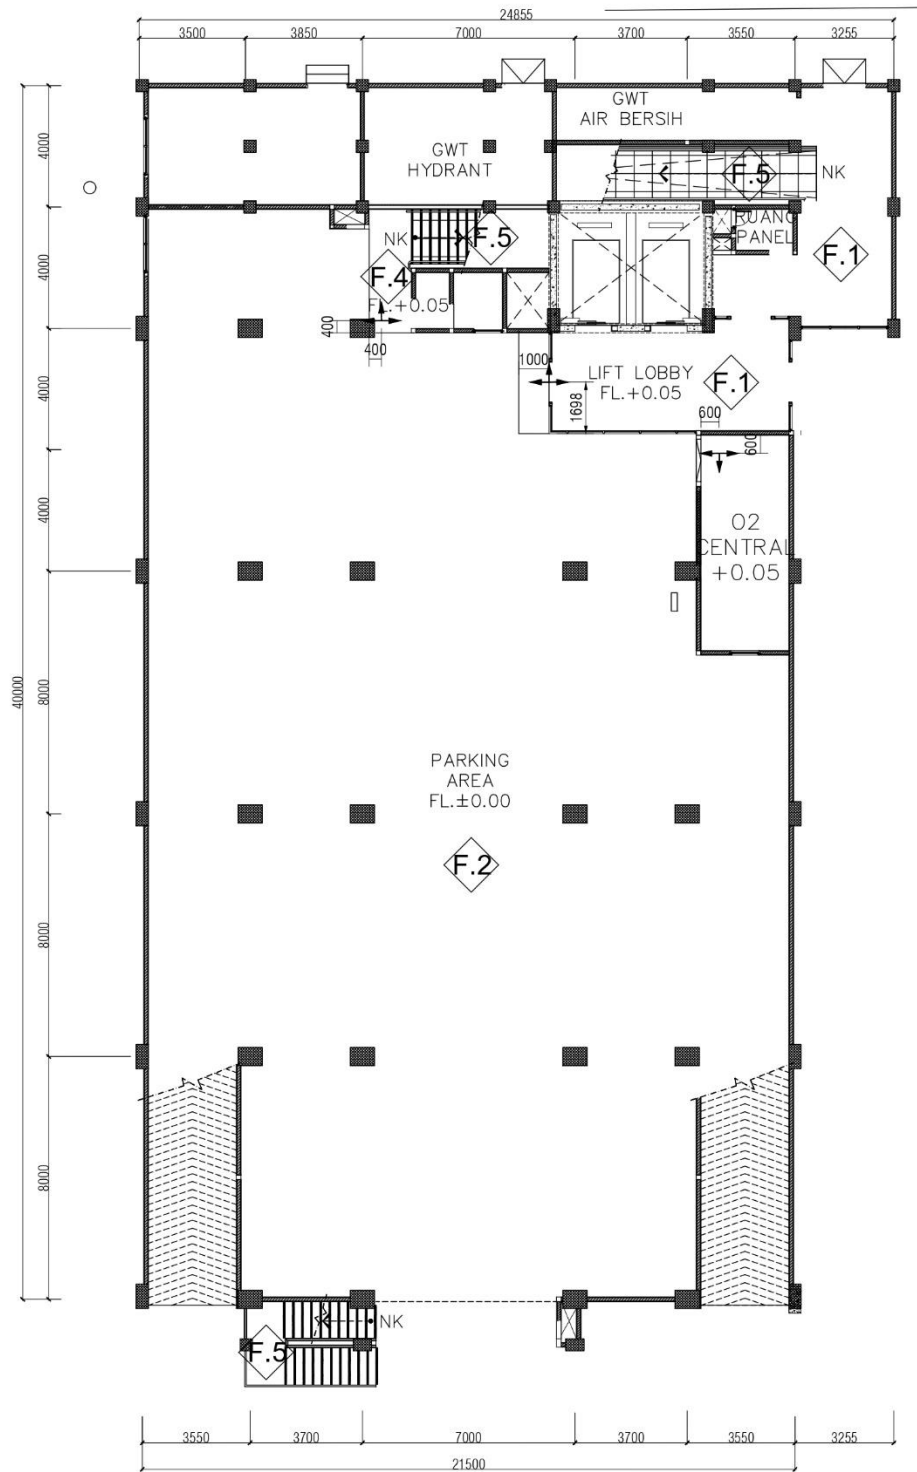 24855
3500 3850 7000 3700 3550 3255
GWT
AIR BERSIH
4000
GWT
HYDRANT
F.5
NK
NK
F.5
RUANG
PANEL
F.1
4000
F.4
FL.+0.05
400
400
1000
LIFT LOBBY
FL.+0.05
F.1
4000
1698
600
600
4000
O2
CENTRAL
+0.05
40000
8000
PARKING
AREA
FL.±0.00
F.2
8000
8000
NK
F.5
3550 3700 7000 3700 3550 3255
21500